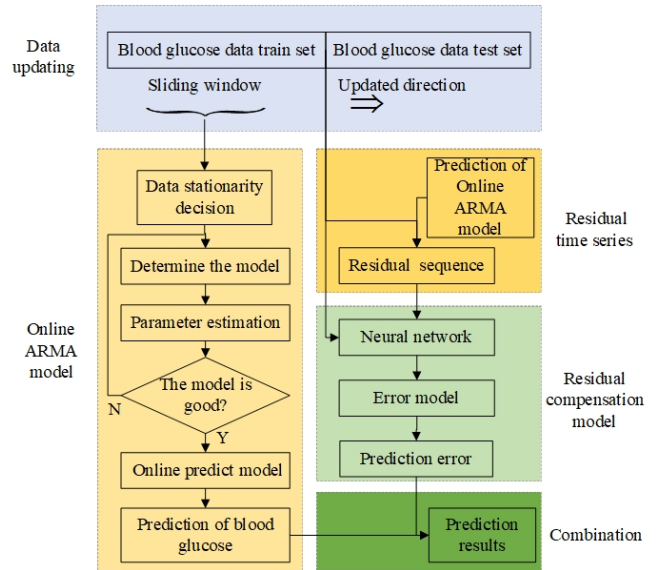 Data
updating
Blood glucose data train set
Blood glucose data test set
Sliding window
Updated direction
Online
ARMA
model
Data stationarity
decision
Determine the model
Parameter estimation
The model is
good?
N
Y
Online predict model
Prediction of blood
glucose
Prediction of
Online
ARMA
model
Residual sequence
Residual
time series
Neural network
Error model
Prediction error
Residual
compensation
model
Prediction
results
Combination